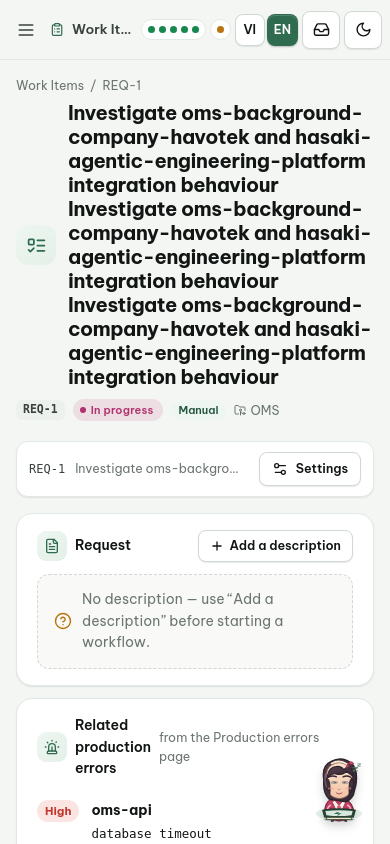 Work It...
VI
EN
Work Items / REQ-1
Investigate oms-background-
company-havotek and hasaki-
agentic-engineering-platform
integration behaviour
Investigate oms-background-
company-havotek and hasaki-
agentic-engineering-platform
integration behaviour
Investigate oms-background-
company-havotek and hasaki-
agentic-engineering-platform
integration behaviour
REQ-1 In progress Manual OMS
REQ-1 Investigate oms-backgro... Settings
Request
Add a description
No description — use “Add a
description” before starting a
workflow.
Related
production
errors
from the Production errors
page
High oms-api
database timeout